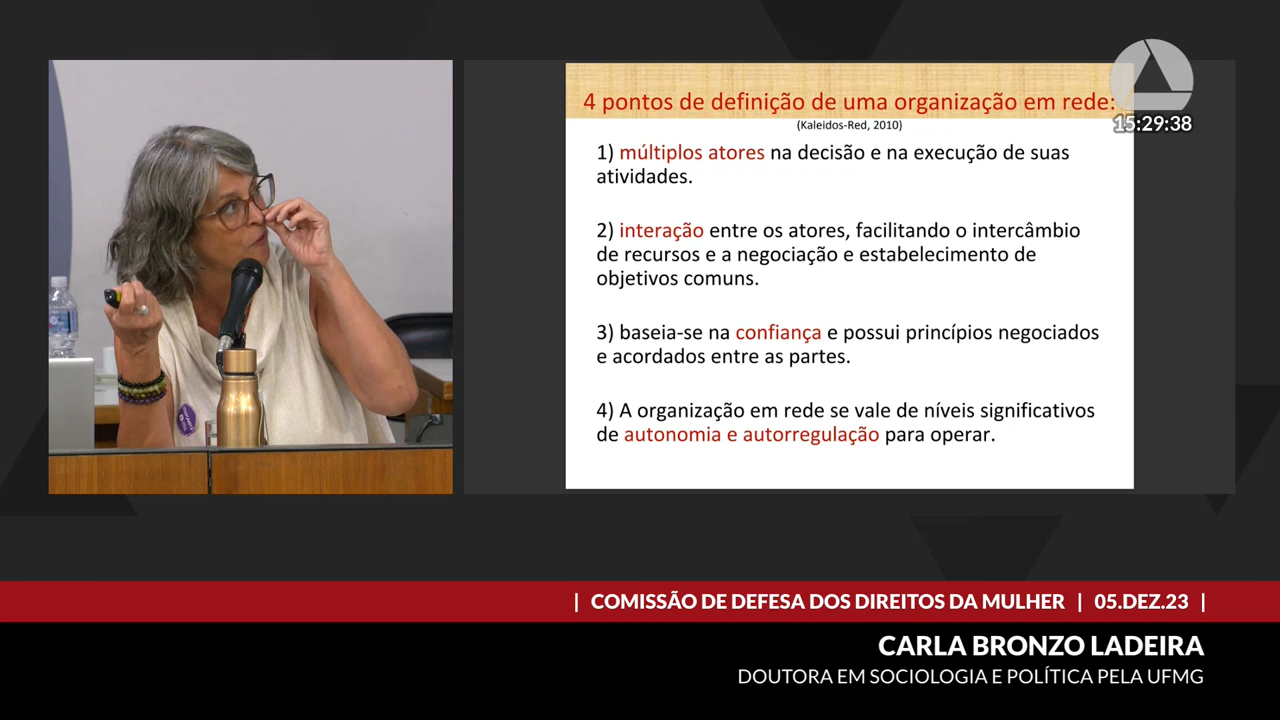 4 pontos de definição de uma organização em rede:
(Kaleidos-Red, 2010)
15:29:38
1) múltiplos atores na decisão e na execução de suas
atividades.
2) interação entre os atores, facilitando o intercâmbio
de recursos e a negociação e estabelecimento de
objetivos comuns.
3) baseia-se na confiança e possui princípios negociados
e acordados entre as partes.
4) A organização em rede se vale de níveis significativos
de autonomia e autorregulação para operar.
| COMISSÃO DE DEFESA DOS DIREITOS DA MULHER | 05.DEZ.23 |
CARLA BRONZO LADEIRA
DOUTORA EM SOCIOLOGIA E POLÍTICA PELA UFMG